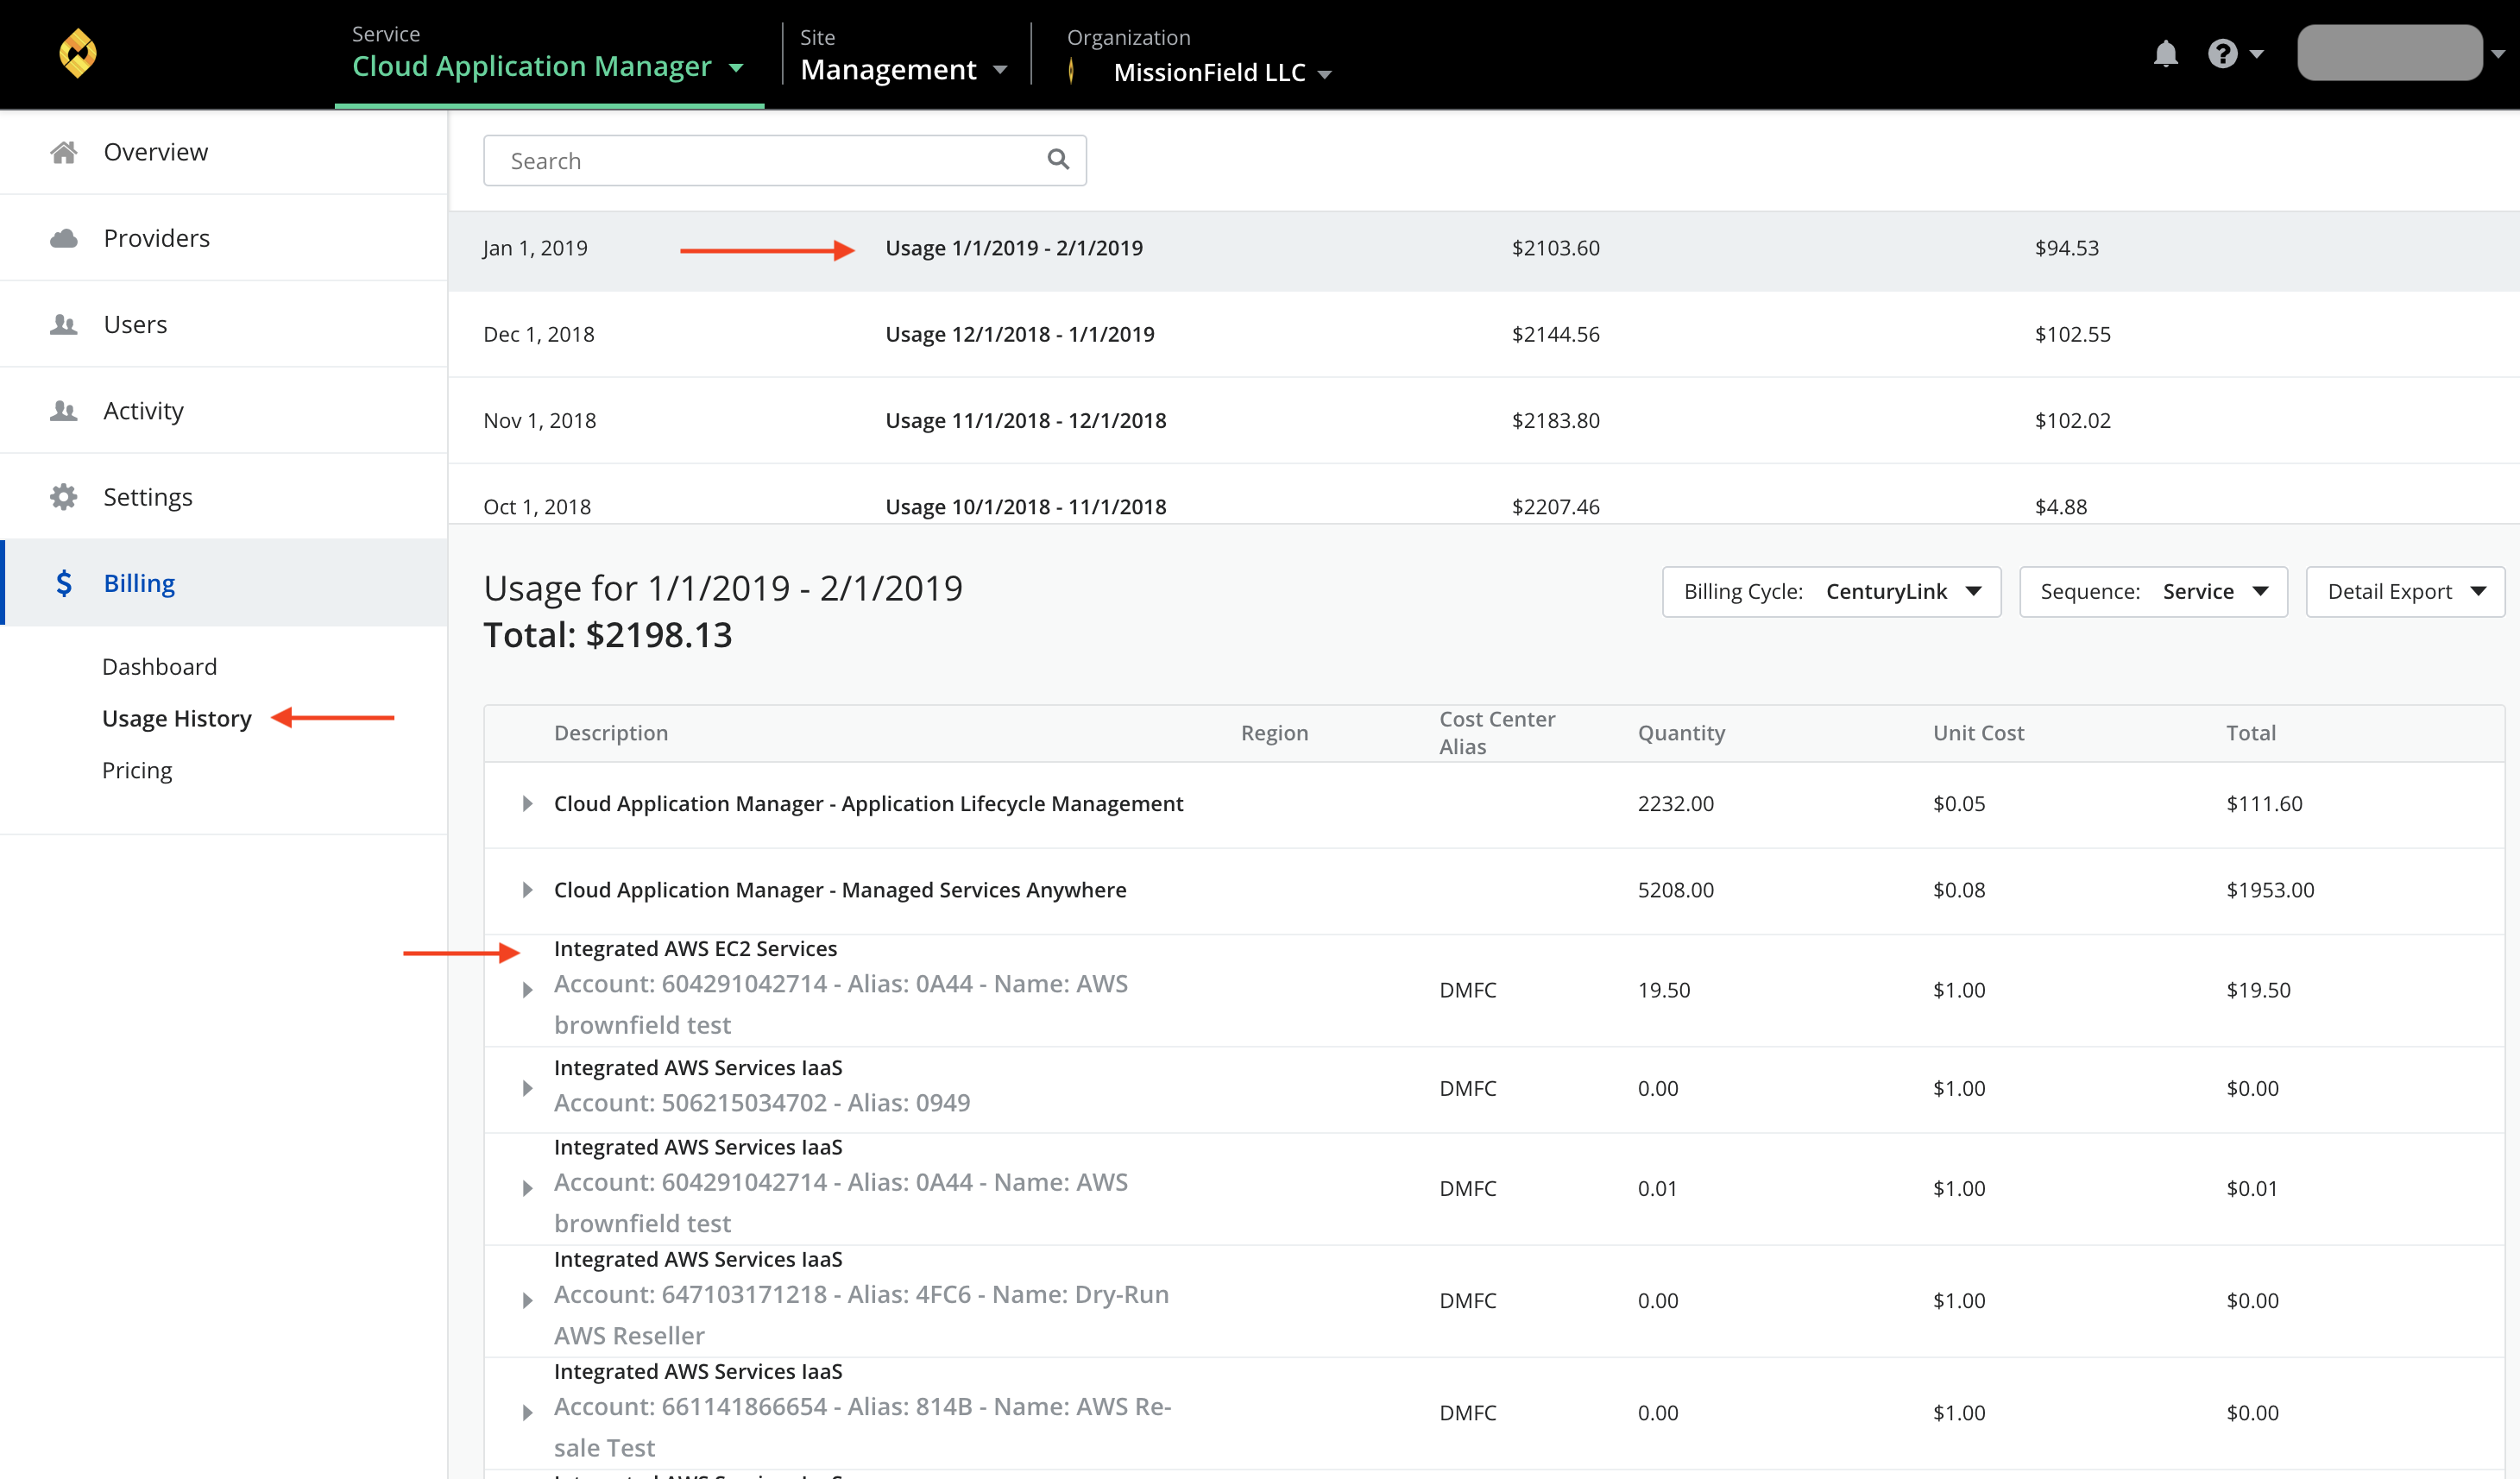 Service
Cloud Application Manager
Site
Management
Organization
MissionField LLC
Overview
Providers
Users
Activity
Settings
Billing
Dashboard
Usage History
Pricing
Search
Jan 1, 2019 Usage 1/1/2019 - 2/1/2019 $2103.60 $94.53
Dec 1, 2018 Usage 12/1/2018 - 1/1/2019 $2144.56 $102.55
Nov 1, 2018 Usage 11/1/2018 - 12/1/2018 $2183.80 $102.02
Oct 1, 2018 Usage 10/1/2018 - 11/1/2018 $2207.46 $4.88
Usage for 1/1/2019 - 2/1/2019
Total: $2198.13
Billing Cycle: CenturyLink Sequence: Service Detail Export
Description Region Cost Center Alias Quantity Unit Cost Total
Cloud Application Manager - Application Lifecycle Management 2232.00 $0.05 $111.60
Cloud Application Manager - Managed Services Anywhere 5208.00 $0.08 $1953.00
Integrated AWS EC2 Services
Account: 604291042714 - Alias: 0A44 - Name: AWS
brownfield test
DMFC 19.50 $1.00 $19.50
Integrated AWS Services IaaS
Account: 506215034702 - Alias: 0949
DMFC 0.00 $1.00 $0.00
Integrated AWS Services IaaS
Account: 604291042714 - Alias: 0A44 - Name: AWS
brownfield test
DMFC 0.01 $1.00 $0.01
Integrated AWS Services IaaS
Account: 647103171218 - Alias: 4FC6 - Name: Dry-Run
AWS Reseller
DMFC 0.00 $1.00 $0.00
Integrated AWS Services IaaS
Account: 661141866654 - Alias: 814B - Name: AWS Re-
sale Test
DMFC 0.00 $1.00 $0.00